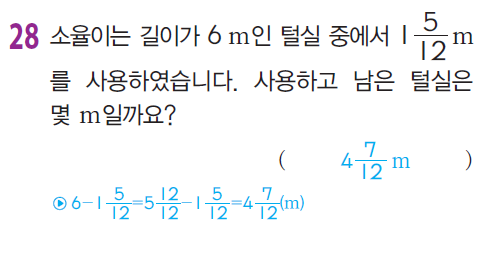 28 소율이는 길이가 6 m인 털실 중에서 1 5/12 m
를 사용하였습니다. 사용하고 남은 털실은
몇 m일까요?
( 4 7/12 m )
▶ 6-1 5/12=5 12/12-1 5/12=4 7/12(m)